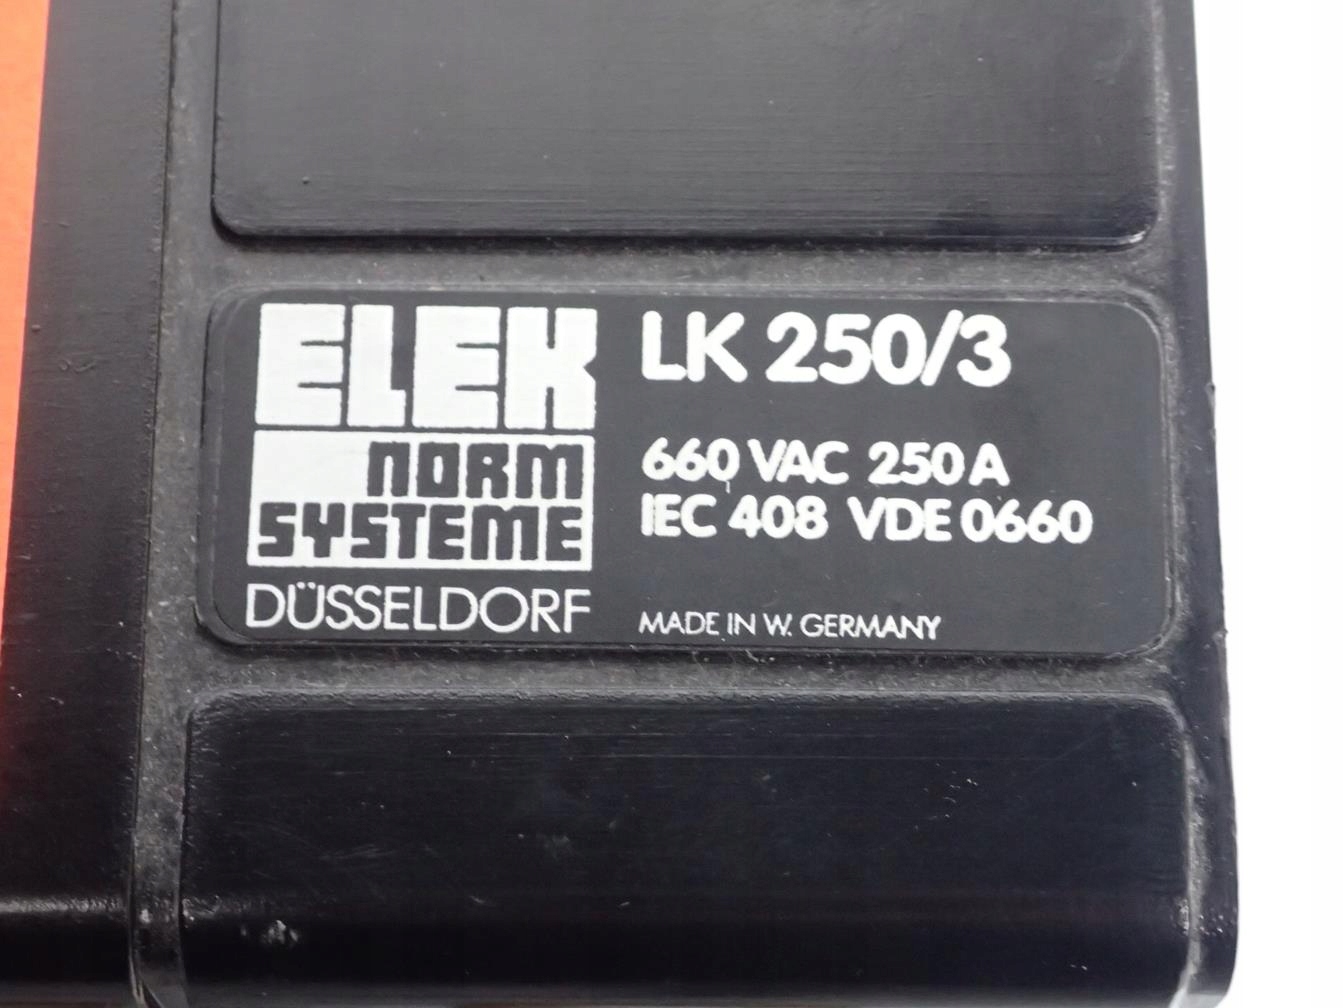 ELEK
NORM
SYSTEME
DÜSSELDORF
LK 250/3
660 VAC 250 A
IEC 408 VDE 0660
MADE IN W. GERMANY